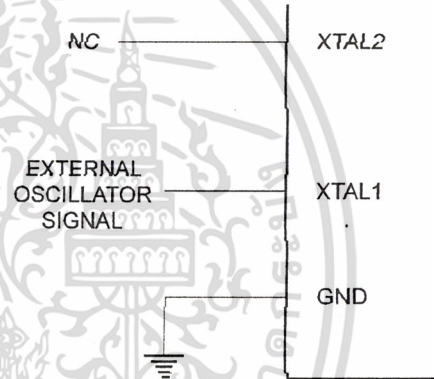 NC
XTAL2
EXTERNAL
OSCILLATOR
SIGNAL
XTAL1
GND